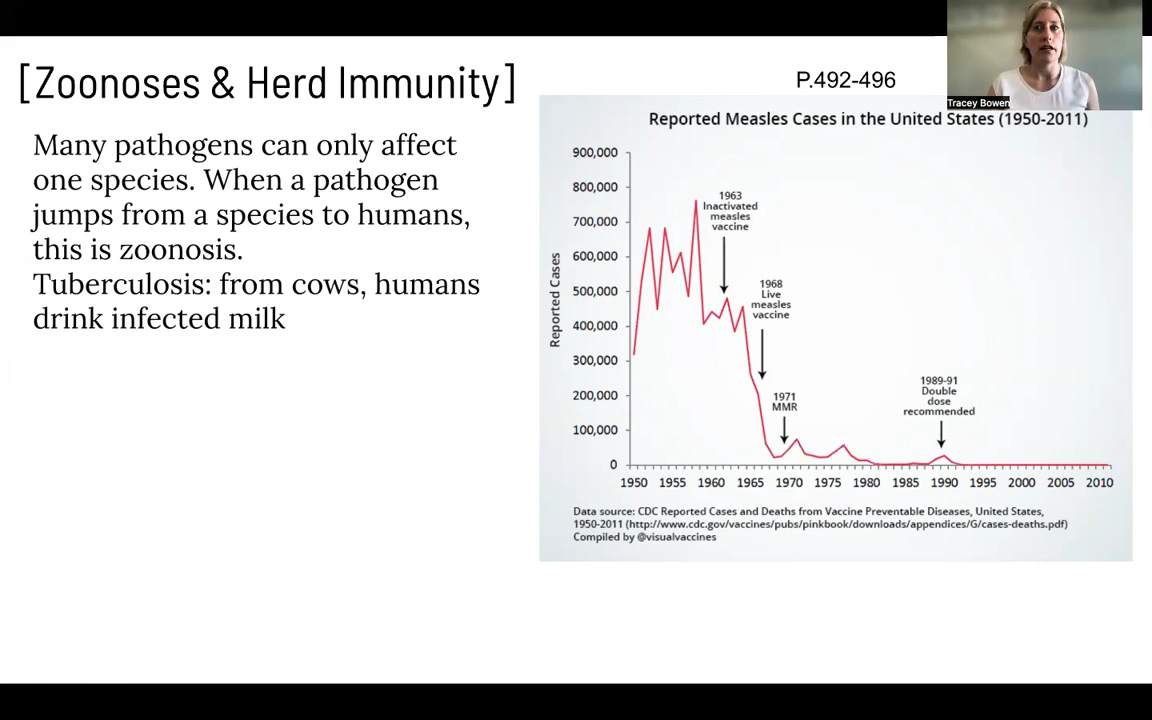 [Zoonoses & Herd Immunity]
P.492-496
Tracey Bowen
Many pathogens can only affect
one species. When a pathogen
jumps from a species to humans,
this is zoonosis.
Tuberculosis: from cows, humans
drink infected milk
Reported Measles Cases in the United States (1950-2011)
Reported Cases
900,000
800,000
700,000
600,000
500,000
400,000
300,000
200,000
100,000
0
1963
Inactivated
measles
vaccine
1968
Live
measles
vaccine
1971
MMR
1989-91
Double
dose
recommended
1950 1955 1960 1965 1970 1975 1980 1985 1990 1995 2000 2005 2010
Data source: CDC Reported Cases and Deaths from Vaccine Preventable Diseases, United States,
1950-2011 (http://www.cdc.gov/vaccines/pubs/pinkbook/downloads/appendices/G/cases-deaths.pdf)
Compiled by @visualvaccines